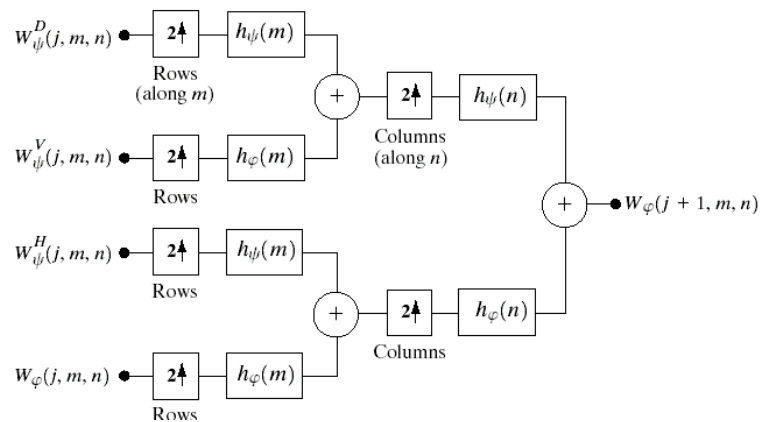 W_ψ^D(j, m, n)
2↑
h_ψ(m)
Rows
(along m)
+
2↑
h_ψ(n)
Columns
(along n)
W_ψ^V(j, m, n)
2↑
h_φ(m)
Rows
+
W_φ(j + 1, m, n)
W_ψ^H(j, m, n)
2↑
h_ψ(m)
Rows
+
2↑
h_φ(n)
Columns
W_φ(j, m, n)
2↑
h_φ(m)
Rows